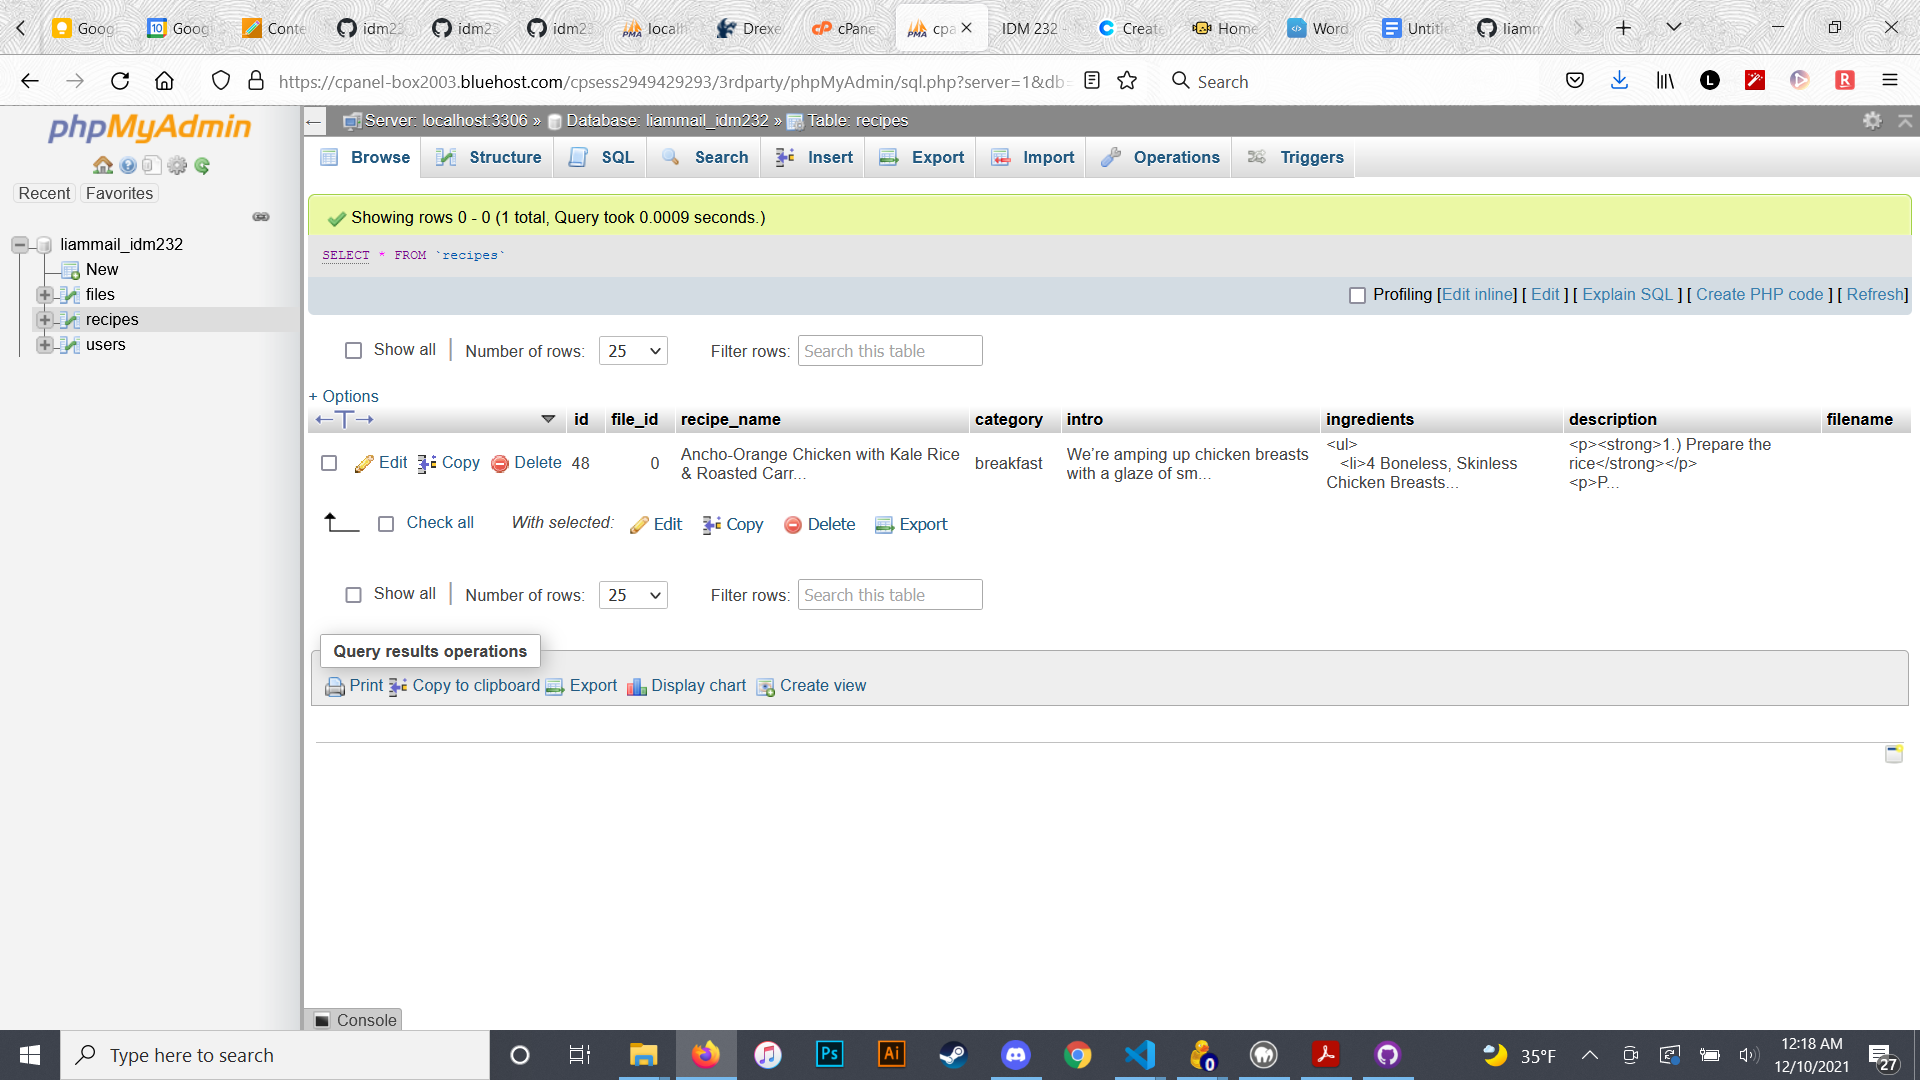 Goog
Goog
Conte
idm23
idm23
idm23
localh
Drexe
cPane
cpa
IDM 232 -
Create
Home
Word
Untitle
liamm
https://cpanel-box2003.bluehost.com/cpsess2949429293/3rdparty/phpMyAdmin/sql.php?server=1&db=
Search
phpMyAdmin
Recent Favorites
liammail_idm232
New
files
recipes
users
Server: localhost:3306 » Database: liammail_idm232 » Table: recipes
Browse Structure SQL Search Insert Export Import Operations Triggers
Showing rows 0 - 0 (1 total, Query took 0.0009 seconds.)
SELECT * FROM `recipes`
Profiling [Edit inline] [ Edit ] [ Explain SQL ] [ Create PHP code ] [ Refresh]
Show all Number of rows: 25 Filter rows: Search this table
+ Options
id file_id recipe_name category intro ingredients description filename
Edit Copy Delete 48 0
Ancho-Orange Chicken with Kale Rice
& Roasted Carr...
breakfast
We’re amping up chicken breasts
with a glaze of sm...
<ul>
<li>4 Boneless, Skinless
Chicken Breasts...
<p><strong>1.) Prepare the
rice</strong></p>
<p>P...
Check all With selected: Edit Copy Delete Export
Show all Number of rows: 25 Filter rows: Search this table
Query results operations
Print Copy to clipboard Export Display chart Create view
Console
Type here to search
Ps
Ai
0
35°F
12:18 AM
12/10/2021
27